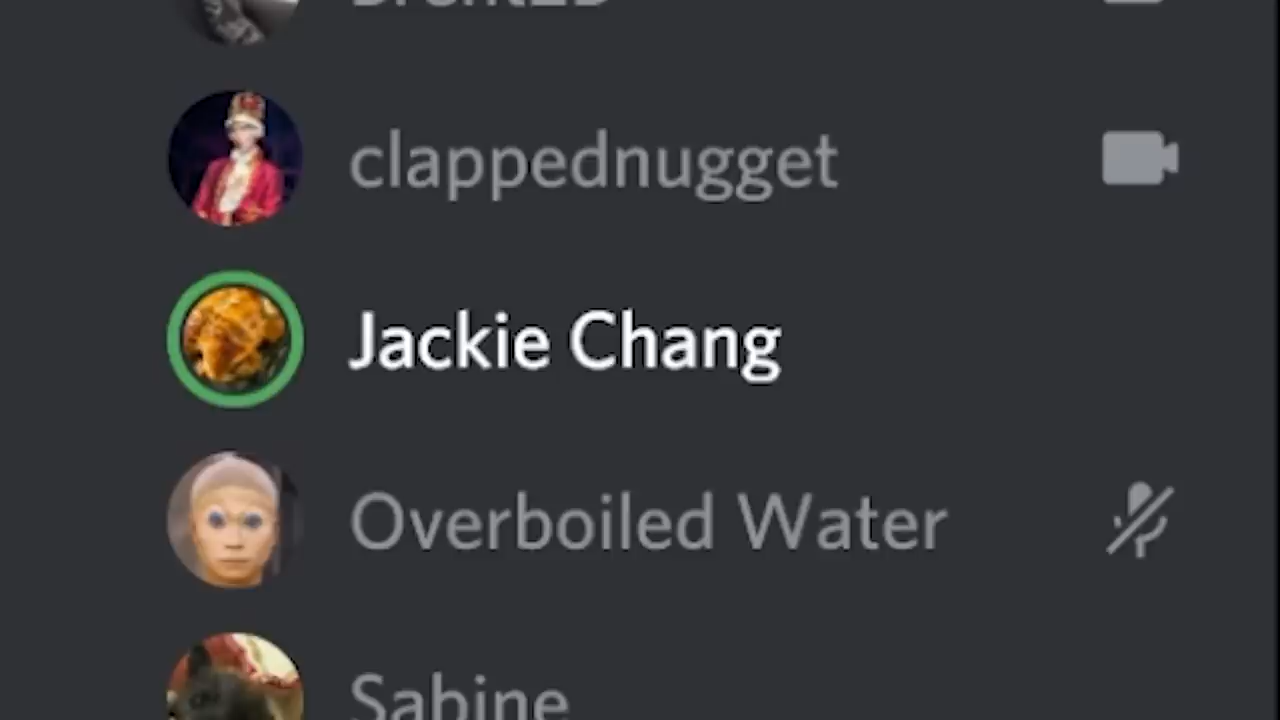 clappednugget
Jackie Chang
Overboiled Water
Sabine